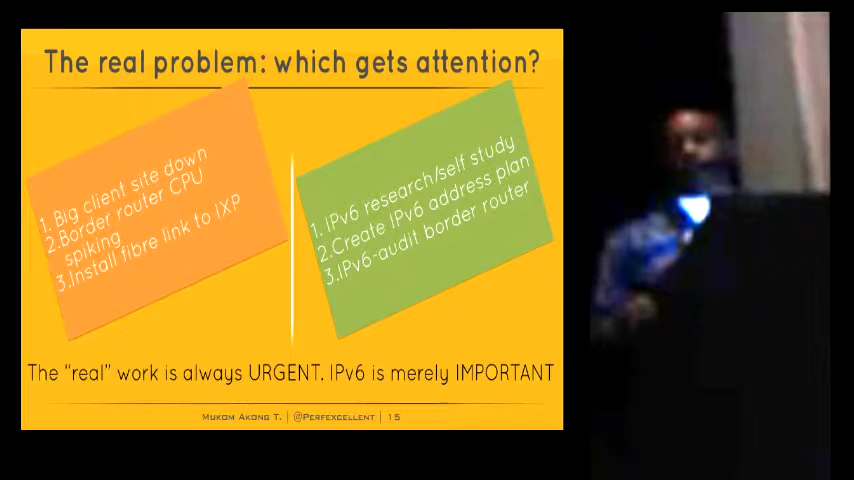 The real problem: which gets attention?
1. Big client site down
2.Border router CPU
spiking
3.Install fibre link to IXP
1. IPv6 research/self study
2.Create IPv6 address plan
3.IPv6-audit border router
The “real” work is always URGENT. IPv6 is merely IMPORTANT
Mukom Akong T. | @Perfexcellent | 15